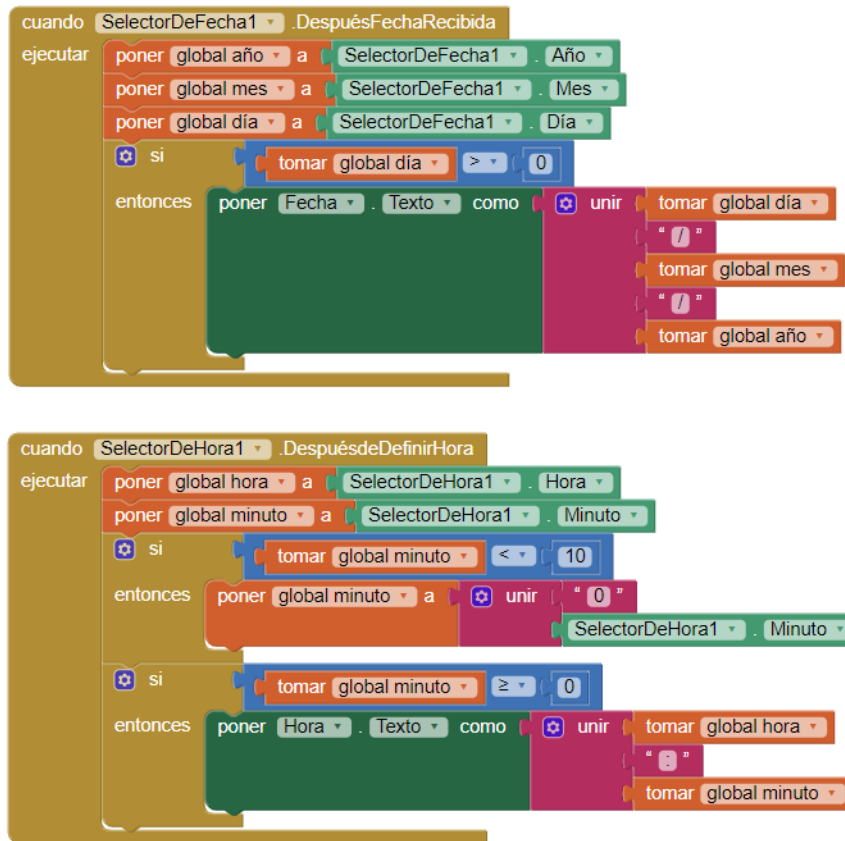 cuando SelectorDeFecha1 .DespuésFechaRecibida
ejecutar poner global año a SelectorDeFecha1 . Año
poner global mes a SelectorDeFecha1 . Mes
poner global día a SelectorDeFecha1 . Día
si tomar global día > 0
entonces poner Fecha . Texto como unir tomar global día
" / "
tomar global mes
" / "
tomar global año
cuando SelectorDeHora1 .DespuésdeDefinirHora
ejecutar poner global hora a SelectorDeHora1 . Hora
poner global minuto a SelectorDeHora1 . Minuto
si tomar global minuto < 10
entonces poner global minuto a unir " 0 "
SelectorDeHora1 . Minuto
si tomar global minuto ≥ 0
entonces poner Hora . Texto como unir tomar global hora
" : "
tomar global minuto